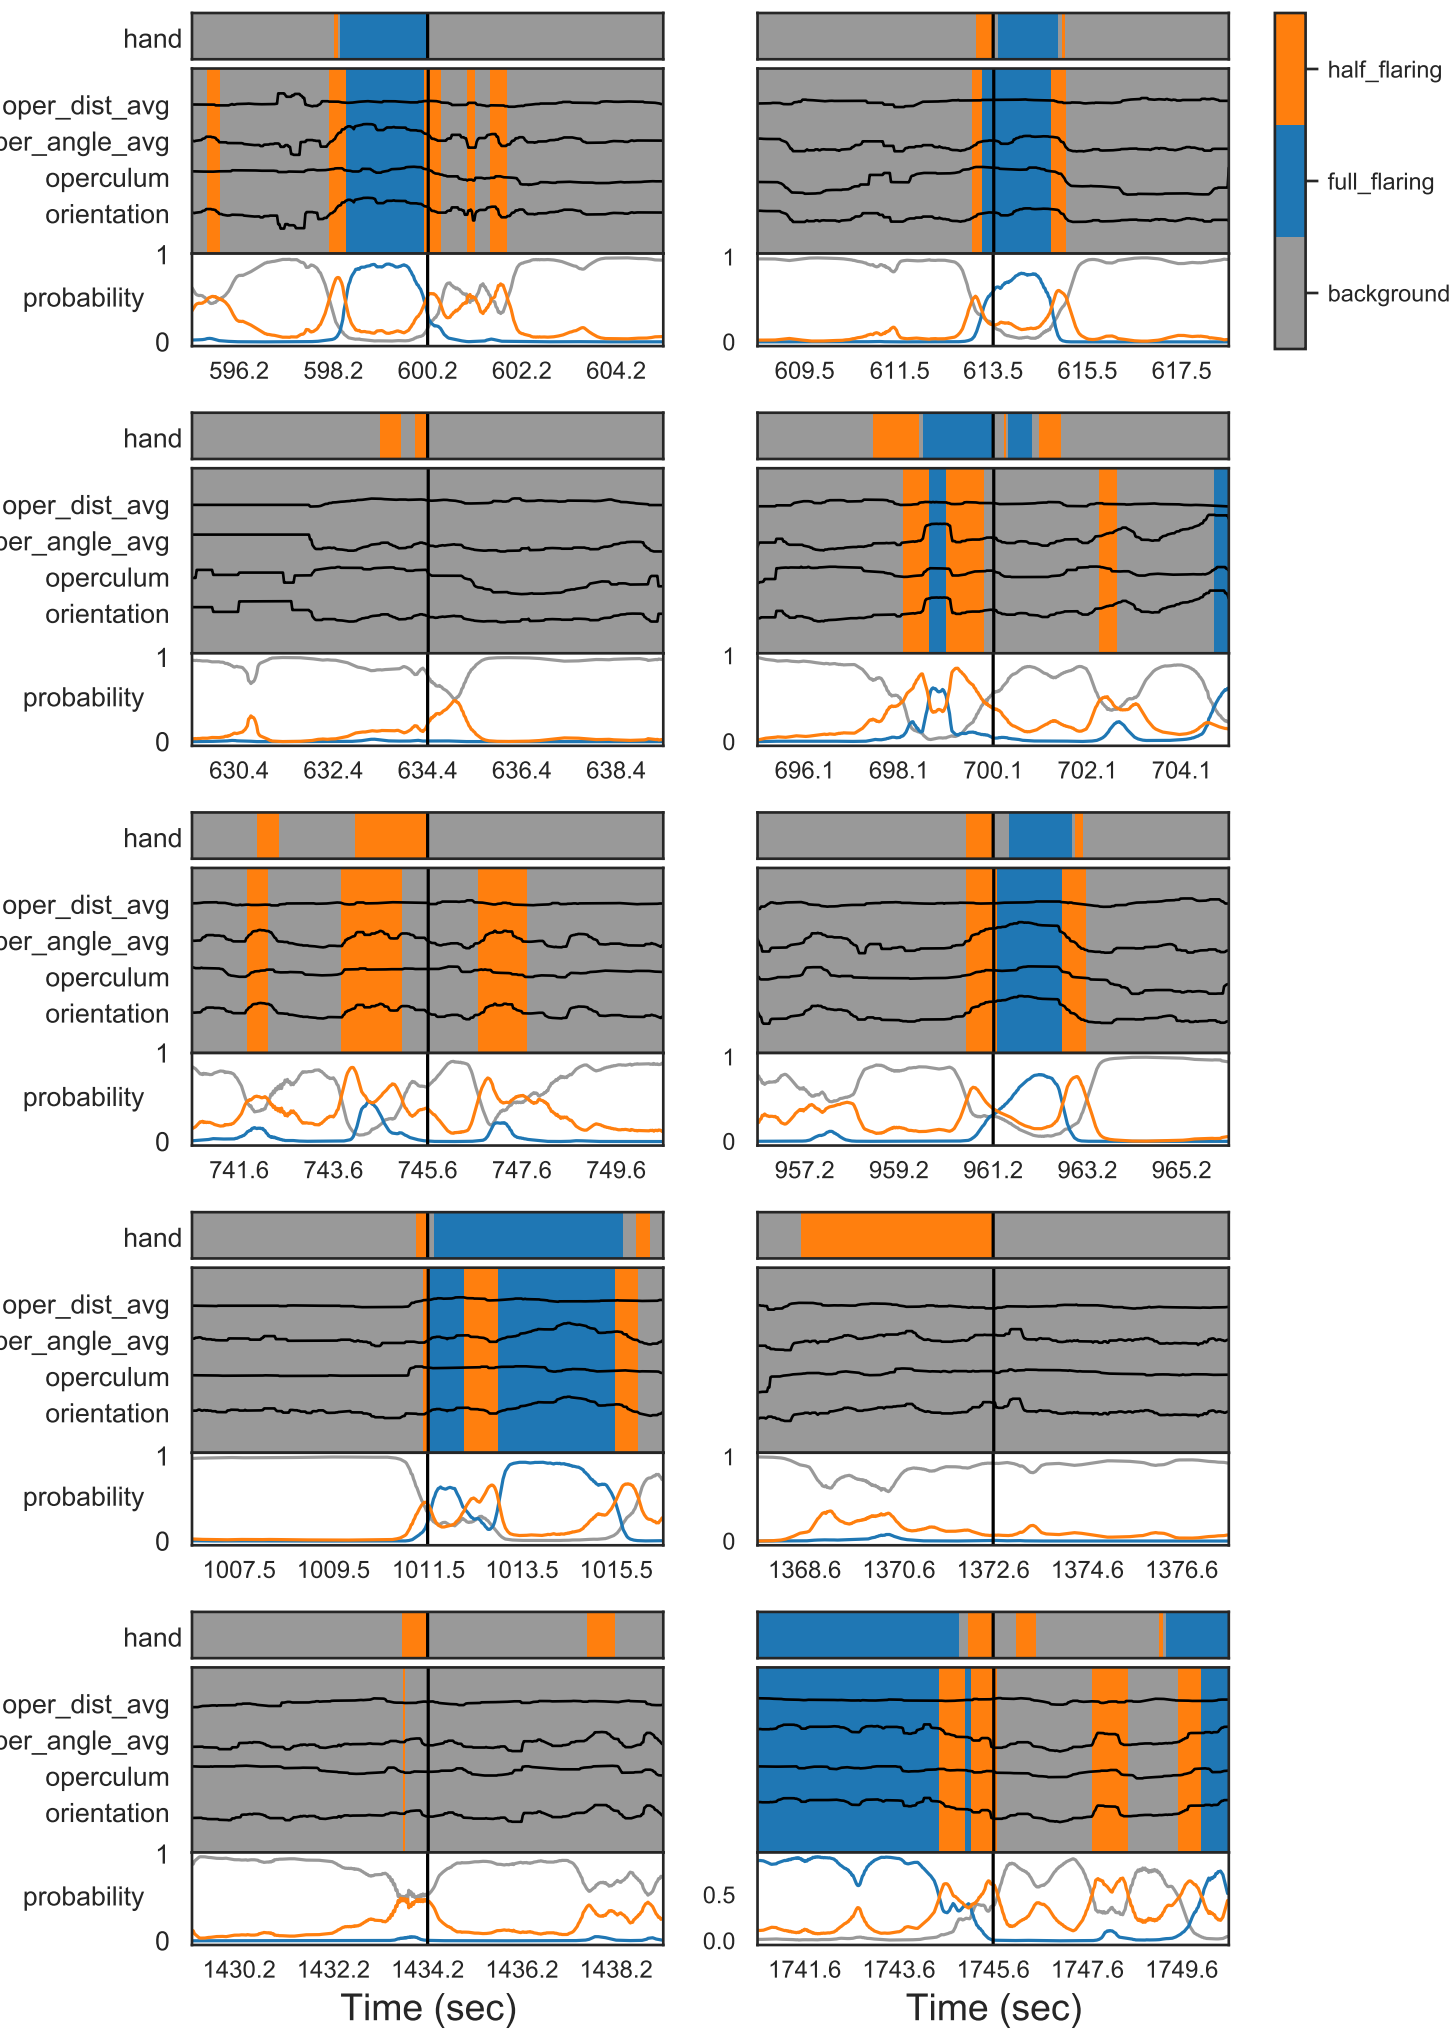 hand
oper_dist_avg
per_angle_avg
operculum
orientation
1
probability
0
596.2 598.2 600.2 602.2 604.2
1
0
609.5 611.5 613.5 615.5 617.5
half_flaring
full_flaring
background
hand
oper_dist_avg
per_angle_avg
operculum
orientation
1
probability
0
630.4 632.4 634.4 636.4 638.4
1
0
696.1 698.1 700.1 702.1 704.1
hand
oper_dist_avg
per_angle_avg
operculum
orientation
1
probability
0
741.6 743.6 745.6 747.6 749.6
1
0
957.2 959.2 961.2 963.2 965.2
hand
oper_dist_avg
per_angle_avg
operculum
orientation
1
probability
0
1007.5 1009.5 1011.5 1013.5 1015.5
1
0
1368.6 1370.6 1372.6 1374.6 1376.6
hand
oper_dist_avg
per_angle_avg
operculum
orientation
1
probability
0
1430.2 1432.2 1434.2 1436.2 1438.2
Time (sec)
0.5
0.0
1741.6 1743.6 1745.6 1747.6 1749.6
Time (sec)